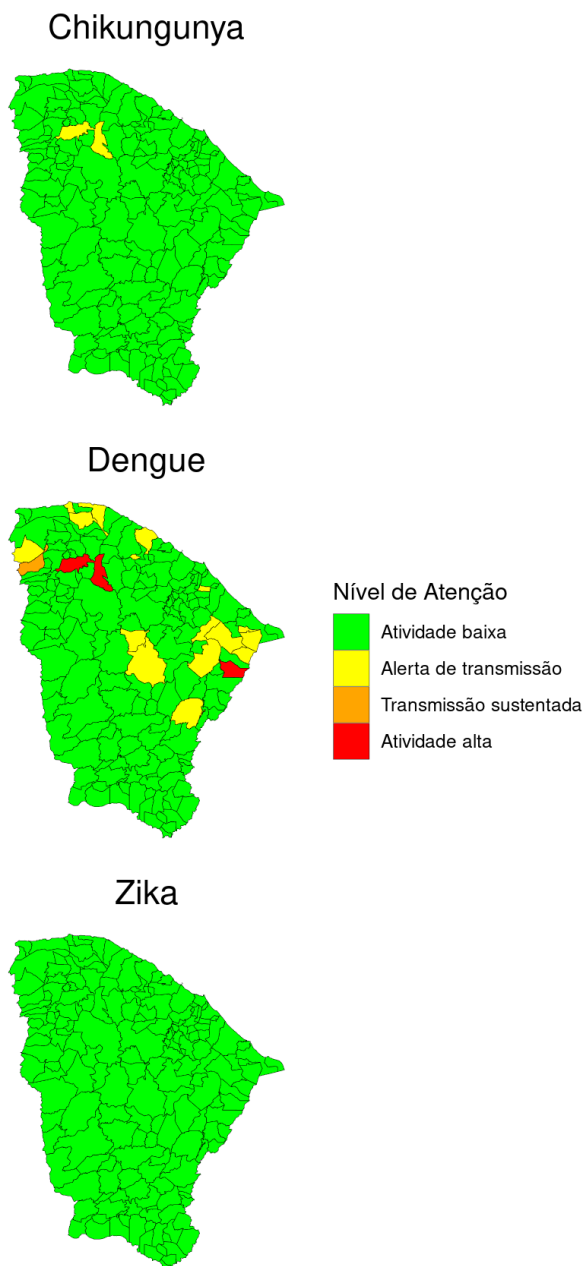 Chikungunya
Dengue
Nível de Atenção
Atividade baixa
Alerta de transmissão
Transmissão sustentada
Atividade alta
Zika